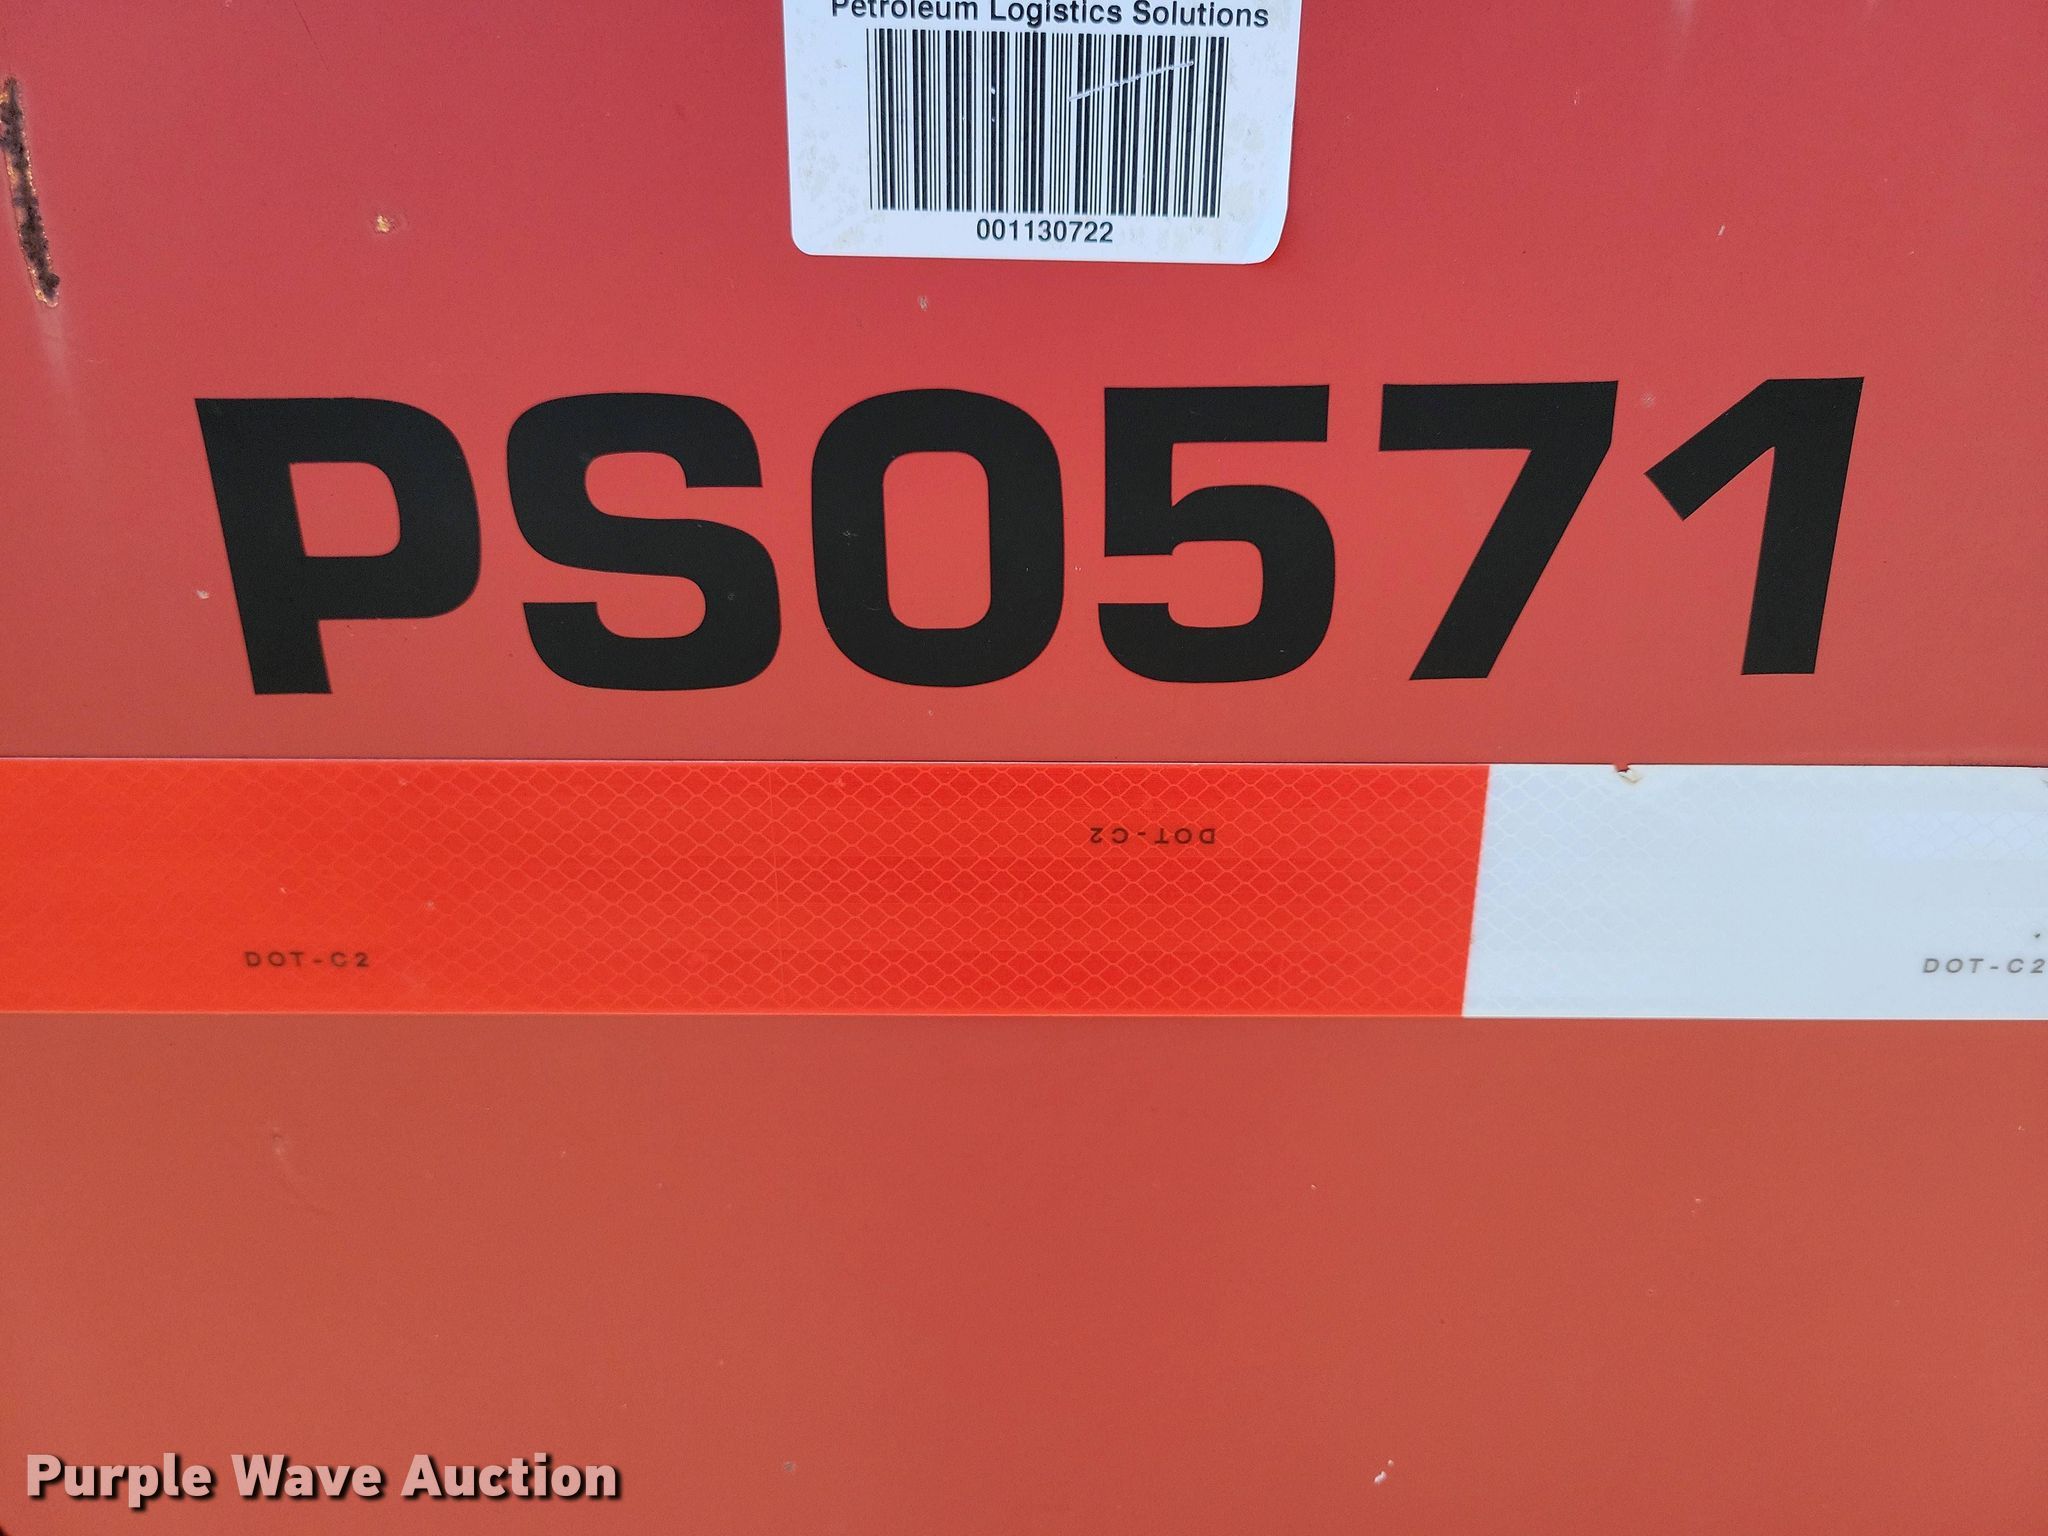 Petroleum Logistics Solutions
001130722
PS0571
DOT-C2
DOT-C2
DOT-C2
Purple Wave Auction